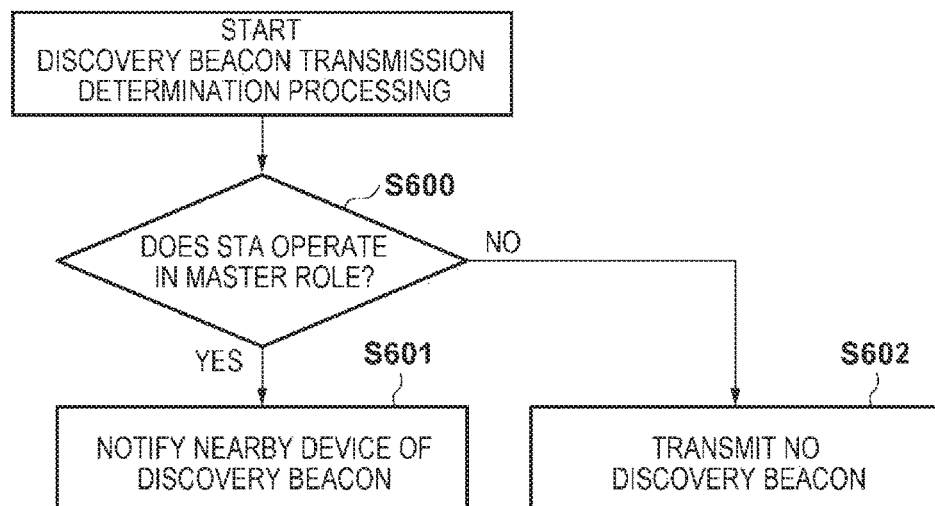 START
DISCOVERY BEACON TRANSMISSION
DETERMINATION PROCESSING
S600
DOES STA OPERATE
IN MASTER ROLE?
NO
YES
S601
S602
NOTIFY NEARBY DEVICE OF
DISCOVERY BEACON
TRANSMIT NO
DISCOVERY BEACON